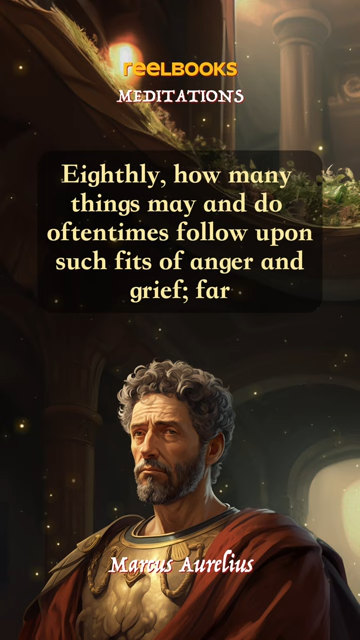 reelBOOKS
MEDITATIONS
Eighthly, how many
things may and do
oftentimes follow upon
such fits of anger and
grief; far
Marcus Aurelius